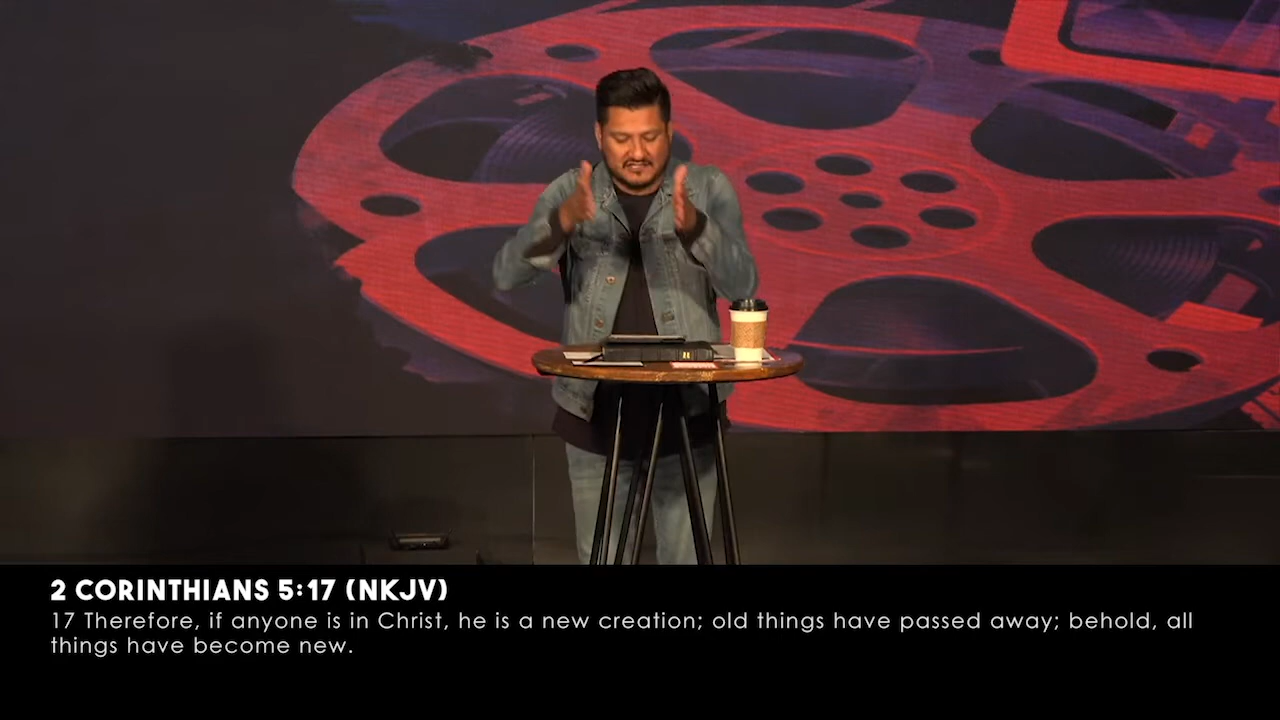 2 CORINTHIANS 5:17 (NKJV)
17 Therefore, if anyone is in Christ, he is a new creation; old things have passed away; behold, all
things have become new.